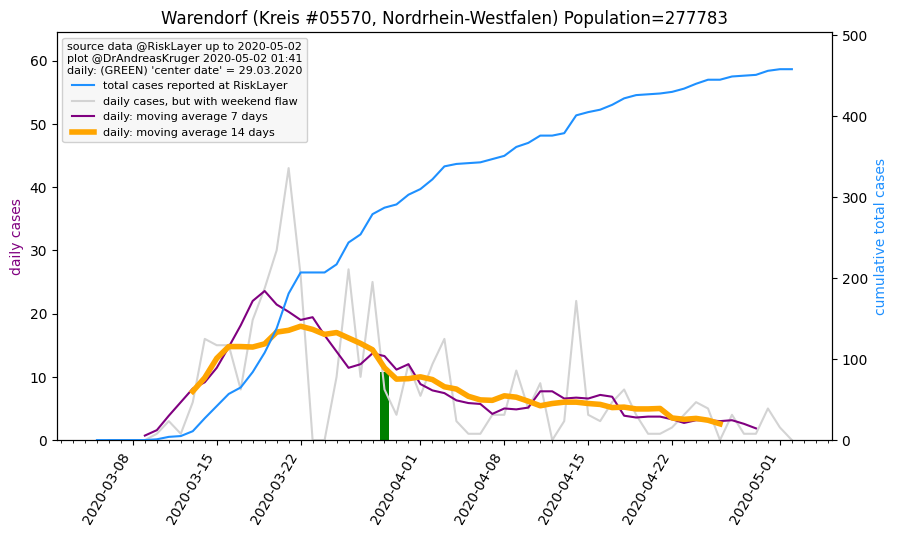 Warendorf (Kreis #05570, Nordrhein-Westfalen) Population=277783
source data @RiskLayer up to 2020-05-02
plot @DrAndreasKruger 2020-05-02 01:41
daily: (GREEN) 'center date' = 29.03.2020
total cases reported at RiskLayer
daily cases, but with weekend flaw
daily: moving average 7 days
daily: moving average 14 days
daily cases
60
50
40
30
20
10
0
500
400
300
200
100
0
cumulative total cases
2020-03-08
2020-03-15
2020-03-22
2020-04-01
2020-04-08
2020-04-15
2020-04-22
2020-05-01